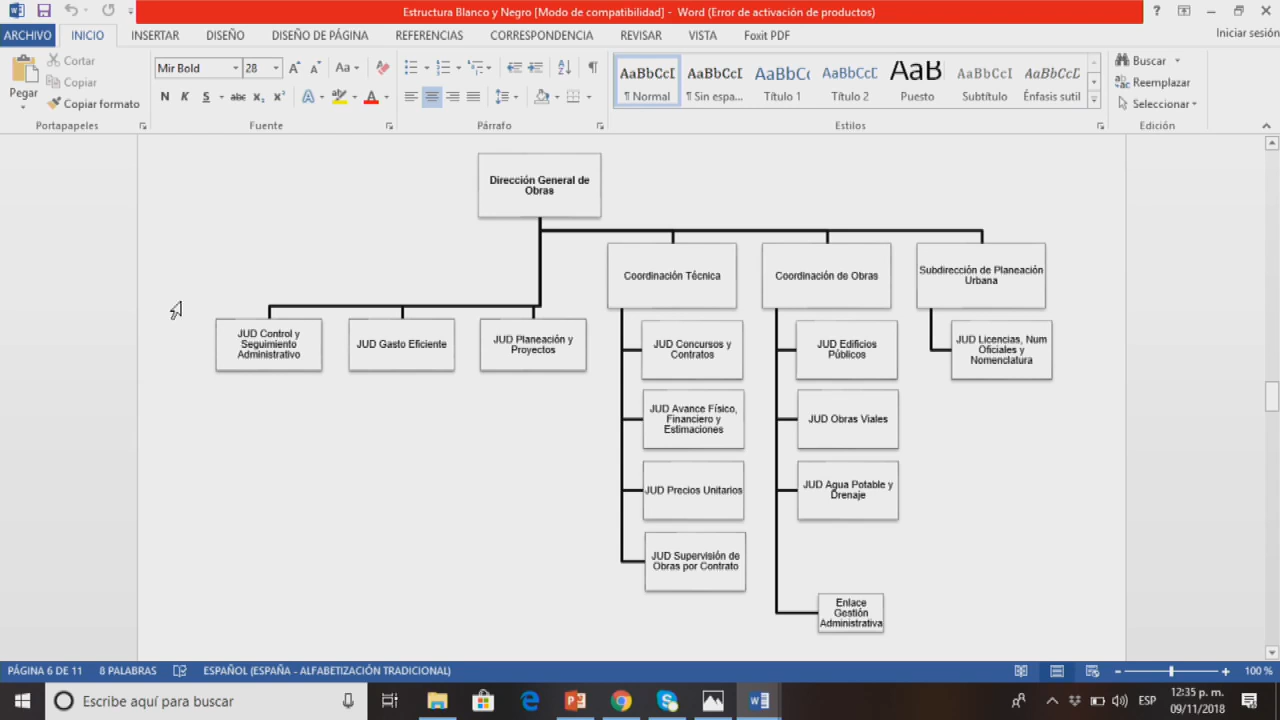 Estructura Blanco y Negro [Modo de compatibilidad] - Word (Error de activación de productos)
ARCHIVO INICIO INSERTAR DISEÑO DISEÑO DE PÁGINA REFERENCIAS CORRESPONDENCIA REVISAR VISTA Foxit PDF Iniciar sesión
Pegar
Cortar
Copiar
Copiar formato
Portapapeles
Mir Bold 28
Aa
N K S abc x₂ x² A ab A
Fuente
Párrafo
AaBbCcI AaBbCcI AaBbCc AaBbCcI AaB AaBbCcI AaBbCcI
¶ Normal ¶ Sin espa... Título 1 Título 2 Puesto Subtítulo Énfasis sutil
Estilos
Buscar
Reemplazar
Seleccionar
Edición
Dirección General de
Obras
Coordinación Técnica
Coordinación de Obras
Subdirección de Planeación
Urbana
JUD Control y
Seguimiento
Administrativo
JUD Gasto Eficiente
JUD Planeación y
Proyectos
JUD Concursos y
Contratos
JUD Edificios
Públicos
JUD Licencias, Num
Oficiales y
Nomenclatura
JUD Avance Físico,
Financiero y
Estimaciones
JUD Obras Viales
JUD Precios Unitarios
JUD Agua Potable y
Drenaje
JUD Supervisión de
Obras por Contrato
Enlace
Gestión
Administrativa
PÁGINA 6 DE 11 8 PALABRAS ESPAÑOL (ESPAÑA - ALFABETIZACIÓN TRADICIONAL) 100 %
Escribe aquí para buscar
ESP
12:35 p. m.
09/11/2018